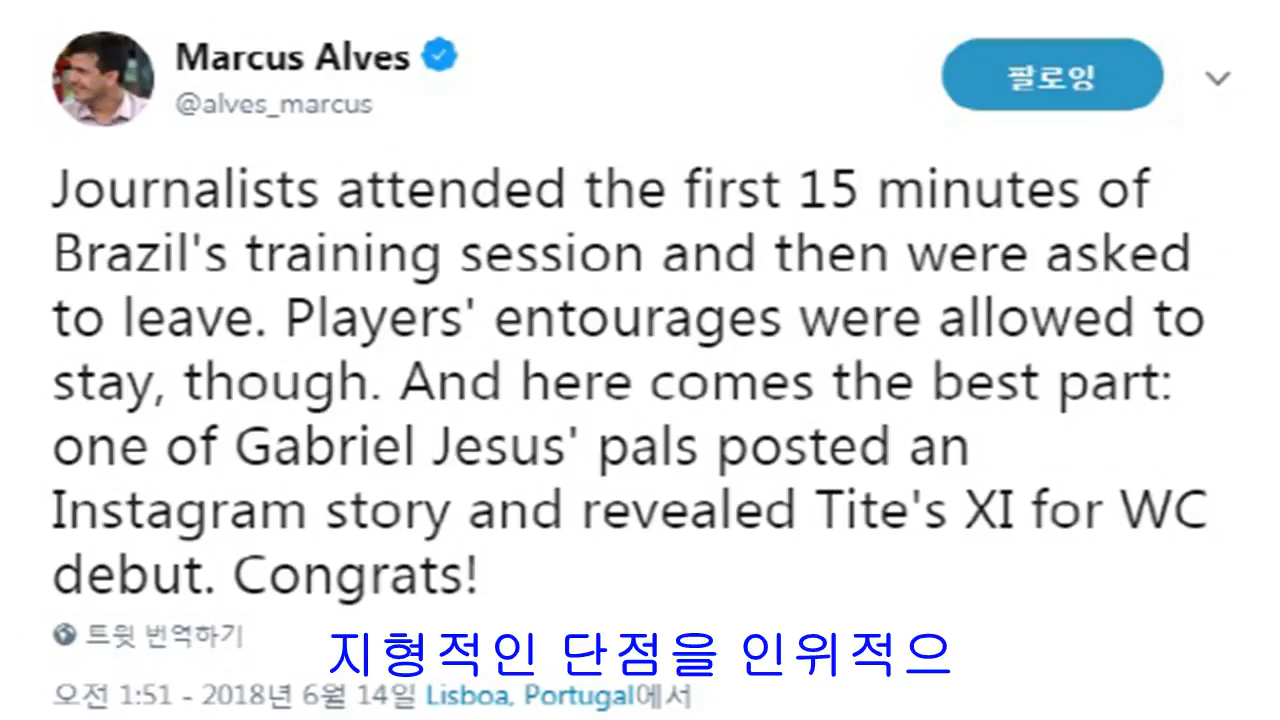 Marcus Alves
@alves_marcus
팔로잉
Journalists attended the first 15 minutes of
Brazil's training session and then were asked
to leave. Players' entourages were allowed to
stay, though. And here comes the best part:
one of Gabriel Jesus' pals posted an
Instagram story and revealed Tite's XI for WC
debut. Congrats!
트윗 번역하기
지형적인 단점을 인위적으
오전 1:51 - 2018년 6월 14일 Lisboa, Portugal에서